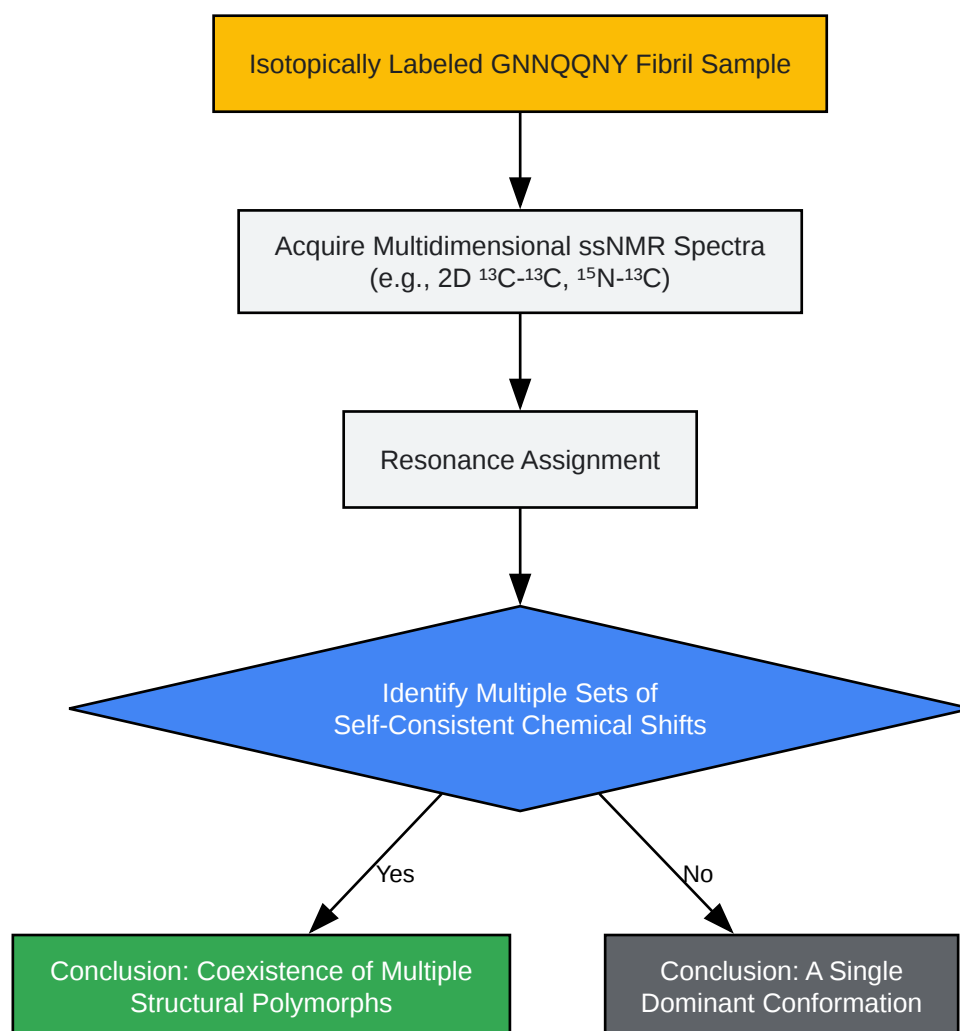 Isotopically Labeled GNNQQNY Fibril Sample
Acquire Multidimensional ssNMR Spectra
(e.g., 2D ¹³C-¹³C, ¹⁵N-¹³C)
Resonance Assignment
Identify Multiple Sets of
Self-Consistent Chemical Shifts
Yes
No
Conclusion: Coexistence of Multiple
Structural Polymorphs
Conclusion: A Single
Dominant Conformation